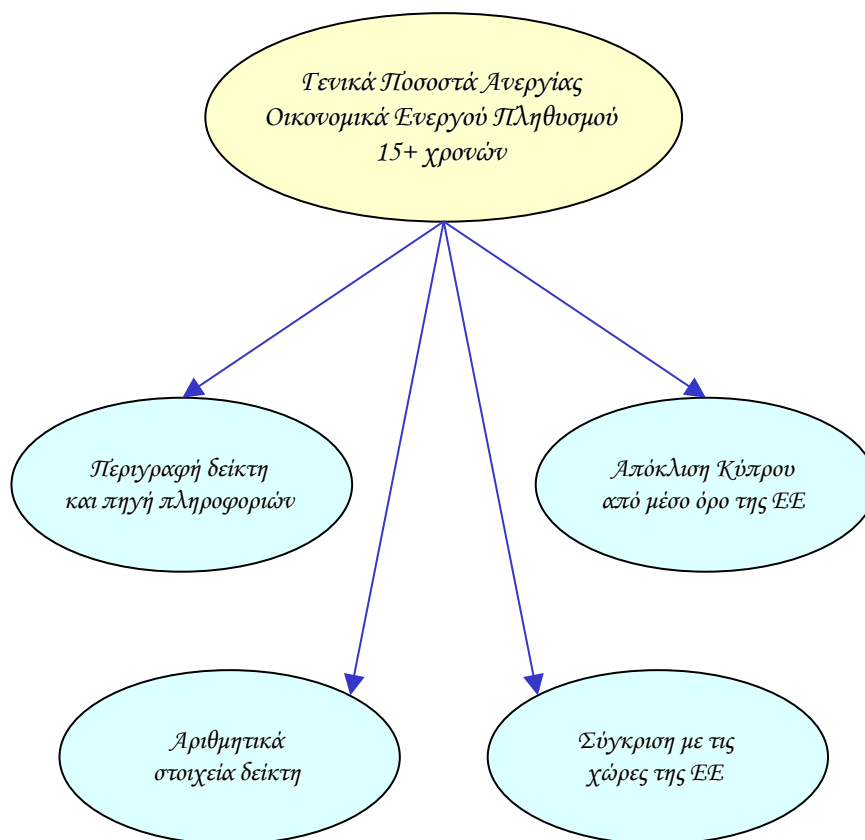 Γενικά Ποσοστά Ανεργίας
Οικονομικά Ενεργού Πληθυσμού
15+ χρονών
Περιγραφή δείκτη
και πηγή πληροφοριών
Απόκλιση Κύπρου
από μέσο όρο της ΕΕ
Αριθμητικά
στοιχεία δείκτη
Σύγκριση με τις
χώρες της ΕΕ